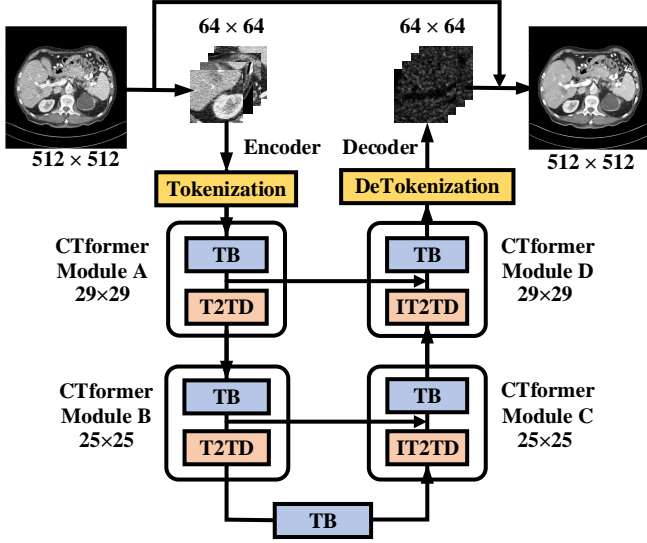 64 × 64
64 × 64
512 × 512
512 × 512
Encoder
Decoder
Tokenization
DeTokenization
CTformer
Module A
29×29
TB
T2TD
TB
IT2TD
CTformer
Module D
29×29
CTformer
Module B
25×25
TB
T2TD
TB
IT2TD
CTformer
Module C
25×25
TB